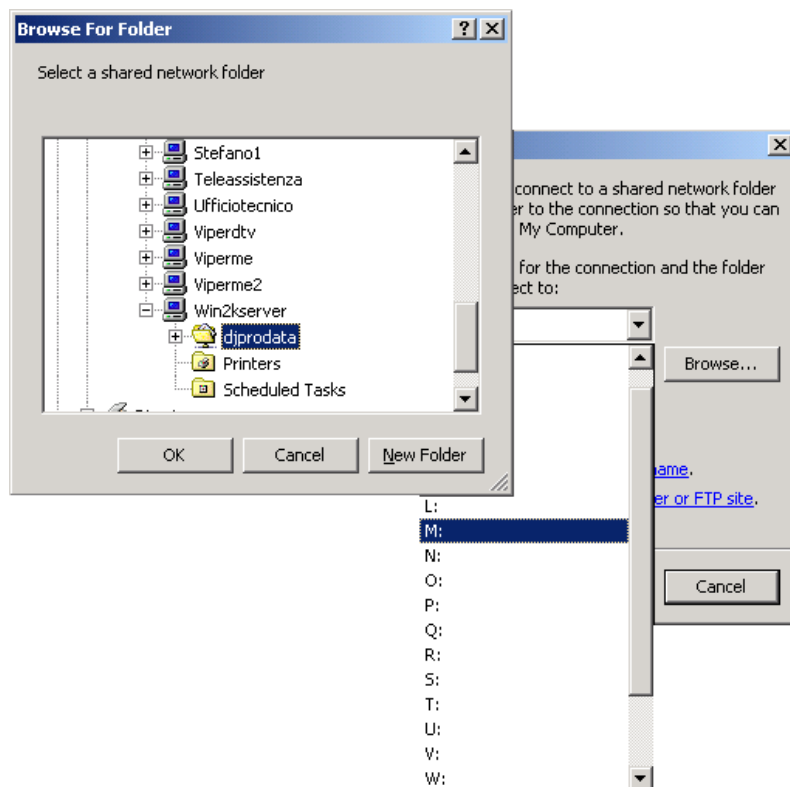 Browse For Folder
Select a shared network folder
Stefano1
Teleassistenza
Ufficiotecnico
Viperdtv
Viperme
Viperme2
Win2kserver
djprodata
Printers
Scheduled Tasks
OK
Cancel
New Folder
connect to a shared network folder
er to the connection so that you can
My Computer.
for the connection and the folder
ect to:
Browse...
ame.
er or FTP site.
L:
M:
N:
O:
P:
Q:
R:
S:
T:
U:
V:
W:
Cancel